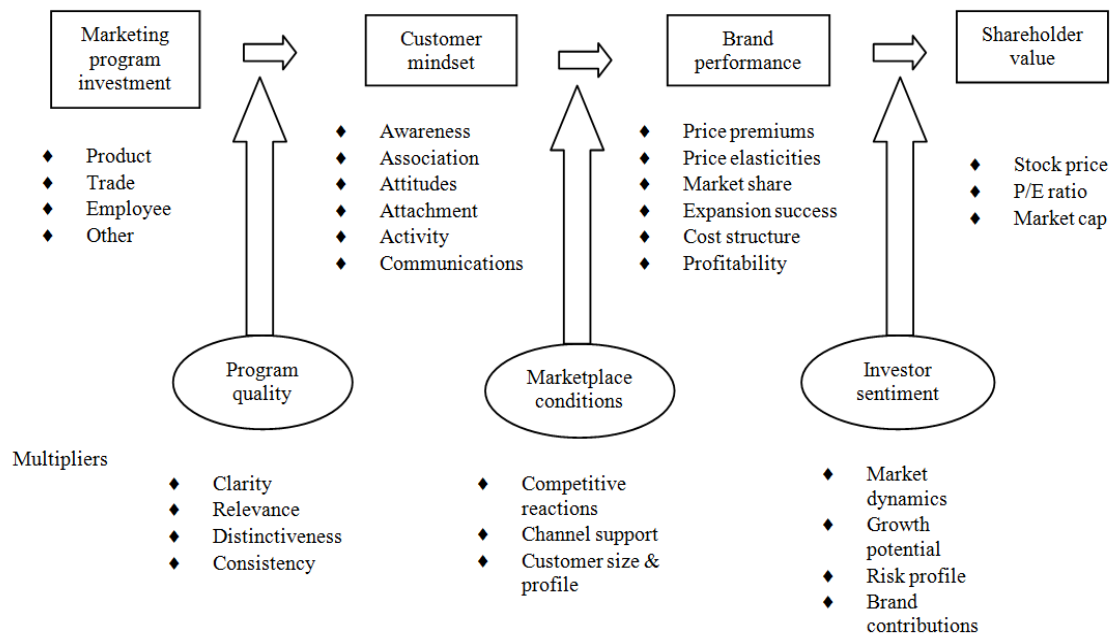 Marketing
program
investment
Customer
mindset
Brand
performance
Shareholder
value
Product
Trade
Employee
Other
Awareness
Association
Attitudes
Attachment
Activity
Communications
Price premiums
Price elasticities
Market share
Expansion success
Cost structure
Profitability
Stock price
P/E ratio
Market cap
Program
quality
Marketplace
conditions
Investor
sentiment
Multipliers
Clarity
Relevance
Distinctiveness
Consistency
Competitive
reactions
Channel support
Customer size &
profile
Market
dynamics
Growth
potential
Risk profile
Brand
contributions